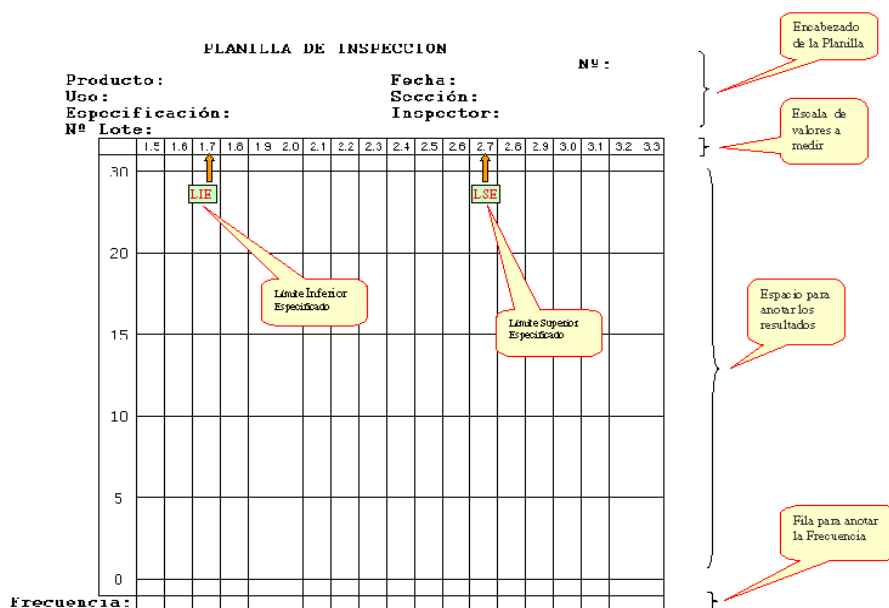 PLANILLA DE INSPECCION
Nº:
Producto:
Fecha:
Uso:
Sección:
Especificación:
Inspector:
Nº Lote:
1.5 1.6 1.7 1.8 1.9 2.0 2.1 2.2 2.3 2.4 2.5 2.6 2.7 2.8 2.9 3.0 3.1 3.2 3.3
30
LIE
LSE
20
15
10
5
0
Frecuencia:
Límite Inferior
Especificado
Límite Superior
Especificado
Encabezado
de la Planilla
Escala de
valores a
medir
Espacio para
anotar los
resultados
Fila para anotar
la Frecuencia